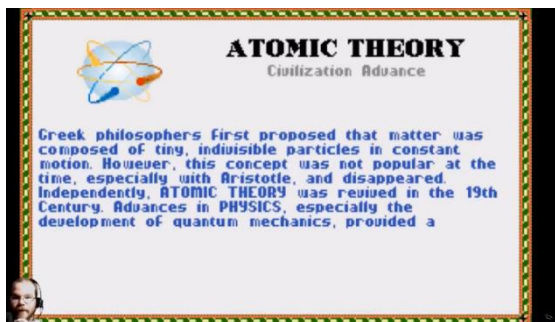 ATOMIC THEORY
Civilization Advance
Greek philosophers first proposed that matter was
composed of tiny, indivisible particles in constant
motion. However, this concept was not popular at the
time, especially with Aristotle, and disappeared.
Independently, ATOMIC THEORY was revived in the 19th
Century. Advances in PHYSICS, especially the
development of quantum mechanics, provided a